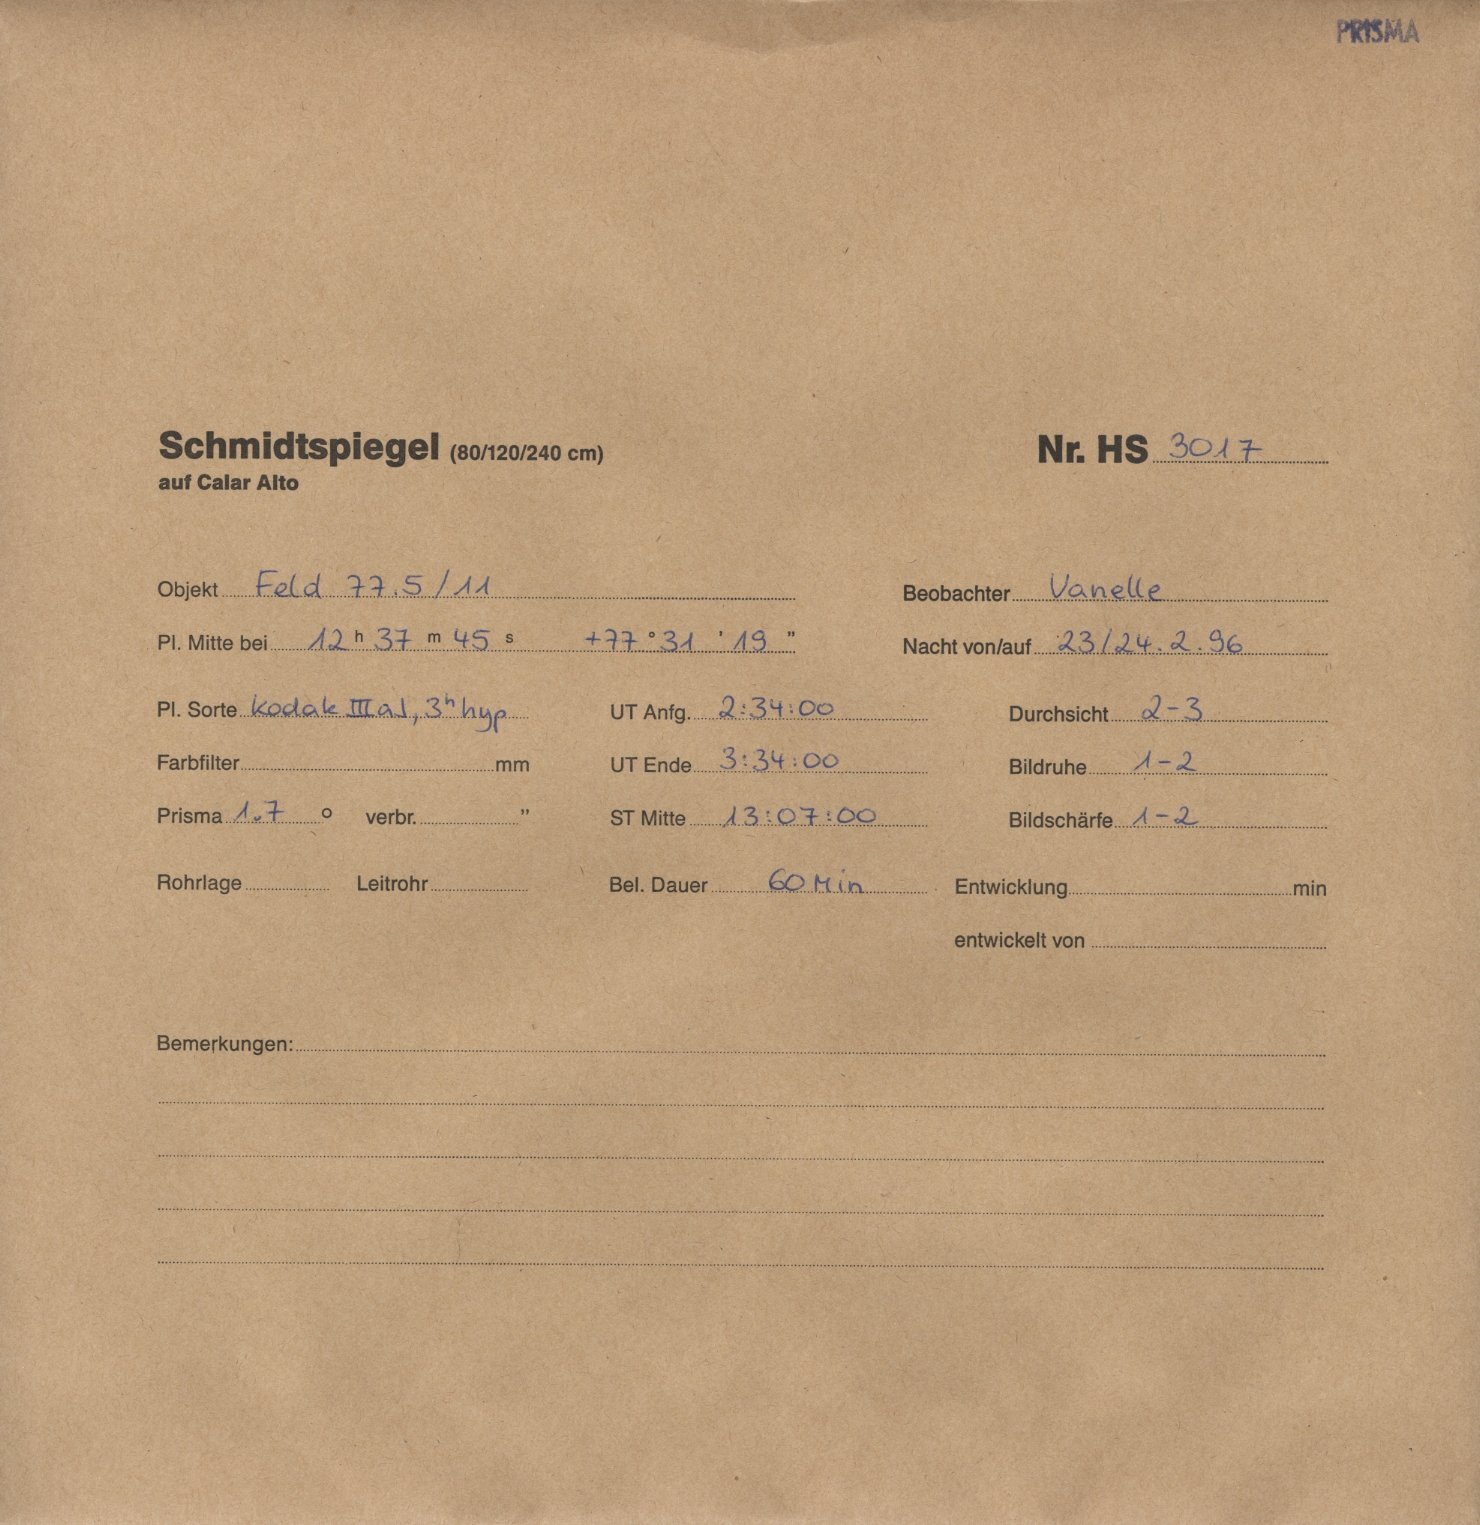 PRISMA
Schmidtspiegel (80/120/240 cm)
auf Calar Alto
Nr. HS 3017
Objekt Feld 77.5/11
Beobachter Vanelle
Pl. Mitte bei 12 h 37 m 45 s +77 ° 31 ' 19 "
Nacht von/auf 23/24.2.96
Pl. Sorte Kodak IIIaJ, 3h hyp
UT Anfg. 2:34:00
Durchsicht 2-3
Farbfilter mm
UT Ende 3:34:00
Bildruhe 1-2
Prisma 1.7 ° verbr. "
ST Mitte 13:07:00
Bildschärfe 1-2
Rohrlage Leitrohr
Bel. Dauer 60 Min
Entwicklung min
entwickelt von
Bemerkungen: